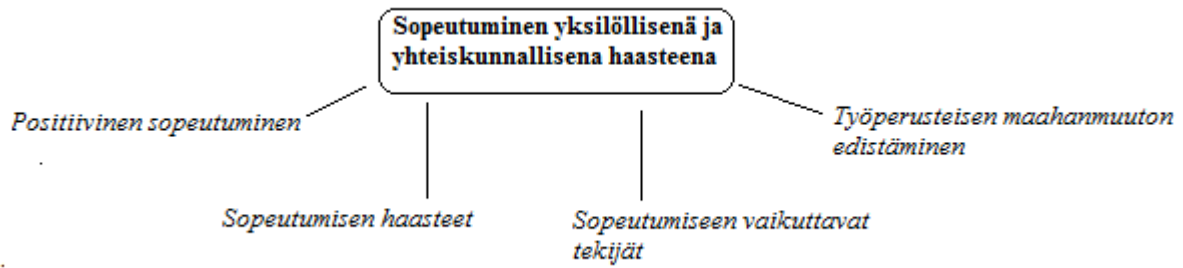 Sopeutuminen yksilöllisenä ja
yhteiskunnallisena haasteena
Positiivinen sopeutuminen
Työperusteisen maahanmuuton
edistäminen
Sopeutumisen haasteet
Sopeutumiseen vaikuttavat
tekijät